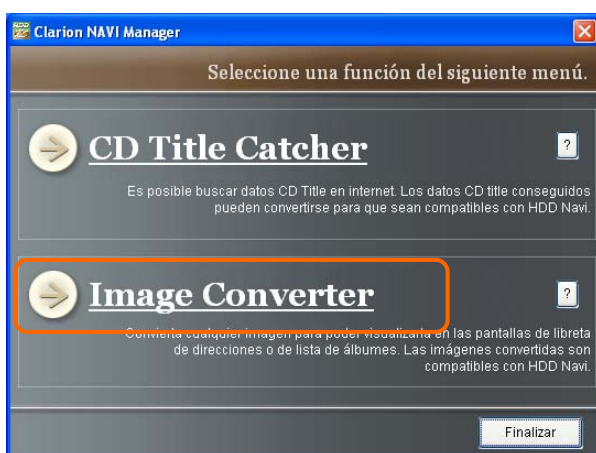 Clarion NAVI Manager
Seleccione una función del siguiente menú.
CD Title Catcher
?
Es posible buscar datos CD Title en internet. Los datos CD title conseguidos
pueden convertirse para que sean compatibles con HDD Navi.
Image Converter
?
Convierta cualquier imagen para poder visualizarla en las pantallas de libreta
de direcciones o de lista de álbumes. Las imágenes convertidas son
compatibles con HDD Navi.
Finalizar